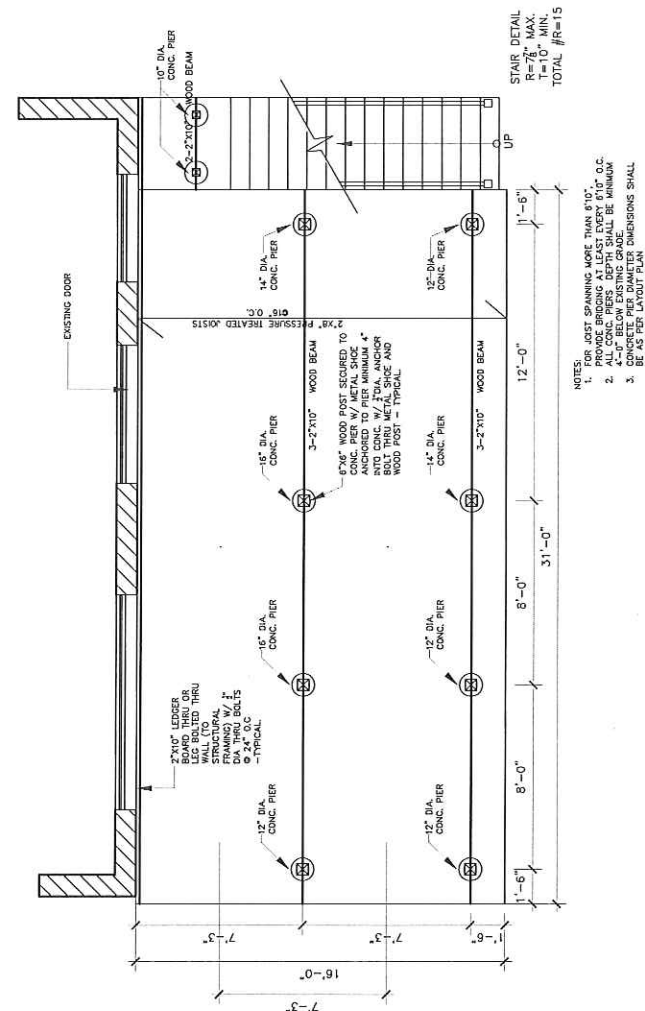 EXISTING DOOR
10" DIA.
CONC. PIER
2-2"X10" WOOD BEAM
STAIR DETAIL
R=7⅞" MAX.
T=10" MIN.
TOTAL #R=15
UP
2"X10" LEDGER
BOARD THRU OR
LEG BOLTED THRU
WALL (TO
STRUCTURAL
FRAMING) W/ ½"
DIA THRU BOLTS
@ 24" O.C
-TYPICAL
2"X8" PRESSURE TREATED JOISTS
@16" O.C.
12" DIA.
CONC. PIER
16" DIA.
CONC. PIER
16" DIA.
CONC. PIER
14" DIA.
CONC. PIER
3-2"X10" WOOD BEAM
6"X6" WOOD POST SECURED TO
CONC. PIER W/ METAL SHOE
ANCHORED TO PIER MINIMUM 4"
INTO CONC. W/ ½"DIA. ANCHOR
BOLT THRU METAL SHOE AND
WOOD POST - TYPICAL
12" DIA.
CONC. PIER
12" DIA.
CONC. PIER
14" DIA.
CONC. PIER
12" DIA.
CONC. PIER
3-2"X10" WOOD BEAM
7'-3"
7'-3"
1'-6"
16'-0"
7'-3"
1'-6"
8'-0"
8'-0"
12'-0"
1'-6"
31'-0"
NOTES:
1. FOR JOIST SPANNING MORE THAN 6'10",
PROVIDE BRIDGING AT LEAST EVERY 6'10" O.C.
2. ALL CONC. PIERS DEPTH SHALL BE MINIMUM
4'-0" BELOW EXISTING GRADE.
3. CONCRETE PIER DIAMETER DIMENSIONS SHALL
BE AS PER LAYOUT PLAN